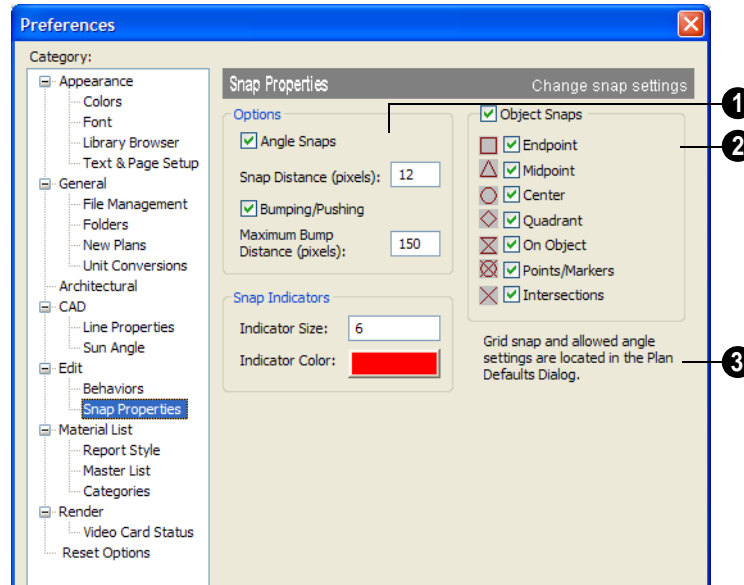 Preferences
Category:
Appearance
Colors
Font
Library Browser
Text & Page Setup
General
File Management
Folders
New Plans
Unit Conversions
Architectural
CAD
Line Properties
Sun Angle
Edit
Behaviors
Snap Properties
Material List
Report Style
Master List
Categories
Render
Video Card Status
Reset Options
Snap Properties Change snap settings
Options
Angle Snaps
Snap Distance (pixels): 12
Bumping/Pushing
Maximum Bump
Distance (pixels): 150
Snap Indicators
Indicator Size: 6
Indicator Color:
Object Snaps
Endpoint
Midpoint
Center
Quadrant
On Object
Points/Markers
Intersections
Grid snap and allowed angle
settings are located in the Plan
Defaults Dialog.
1
2
3